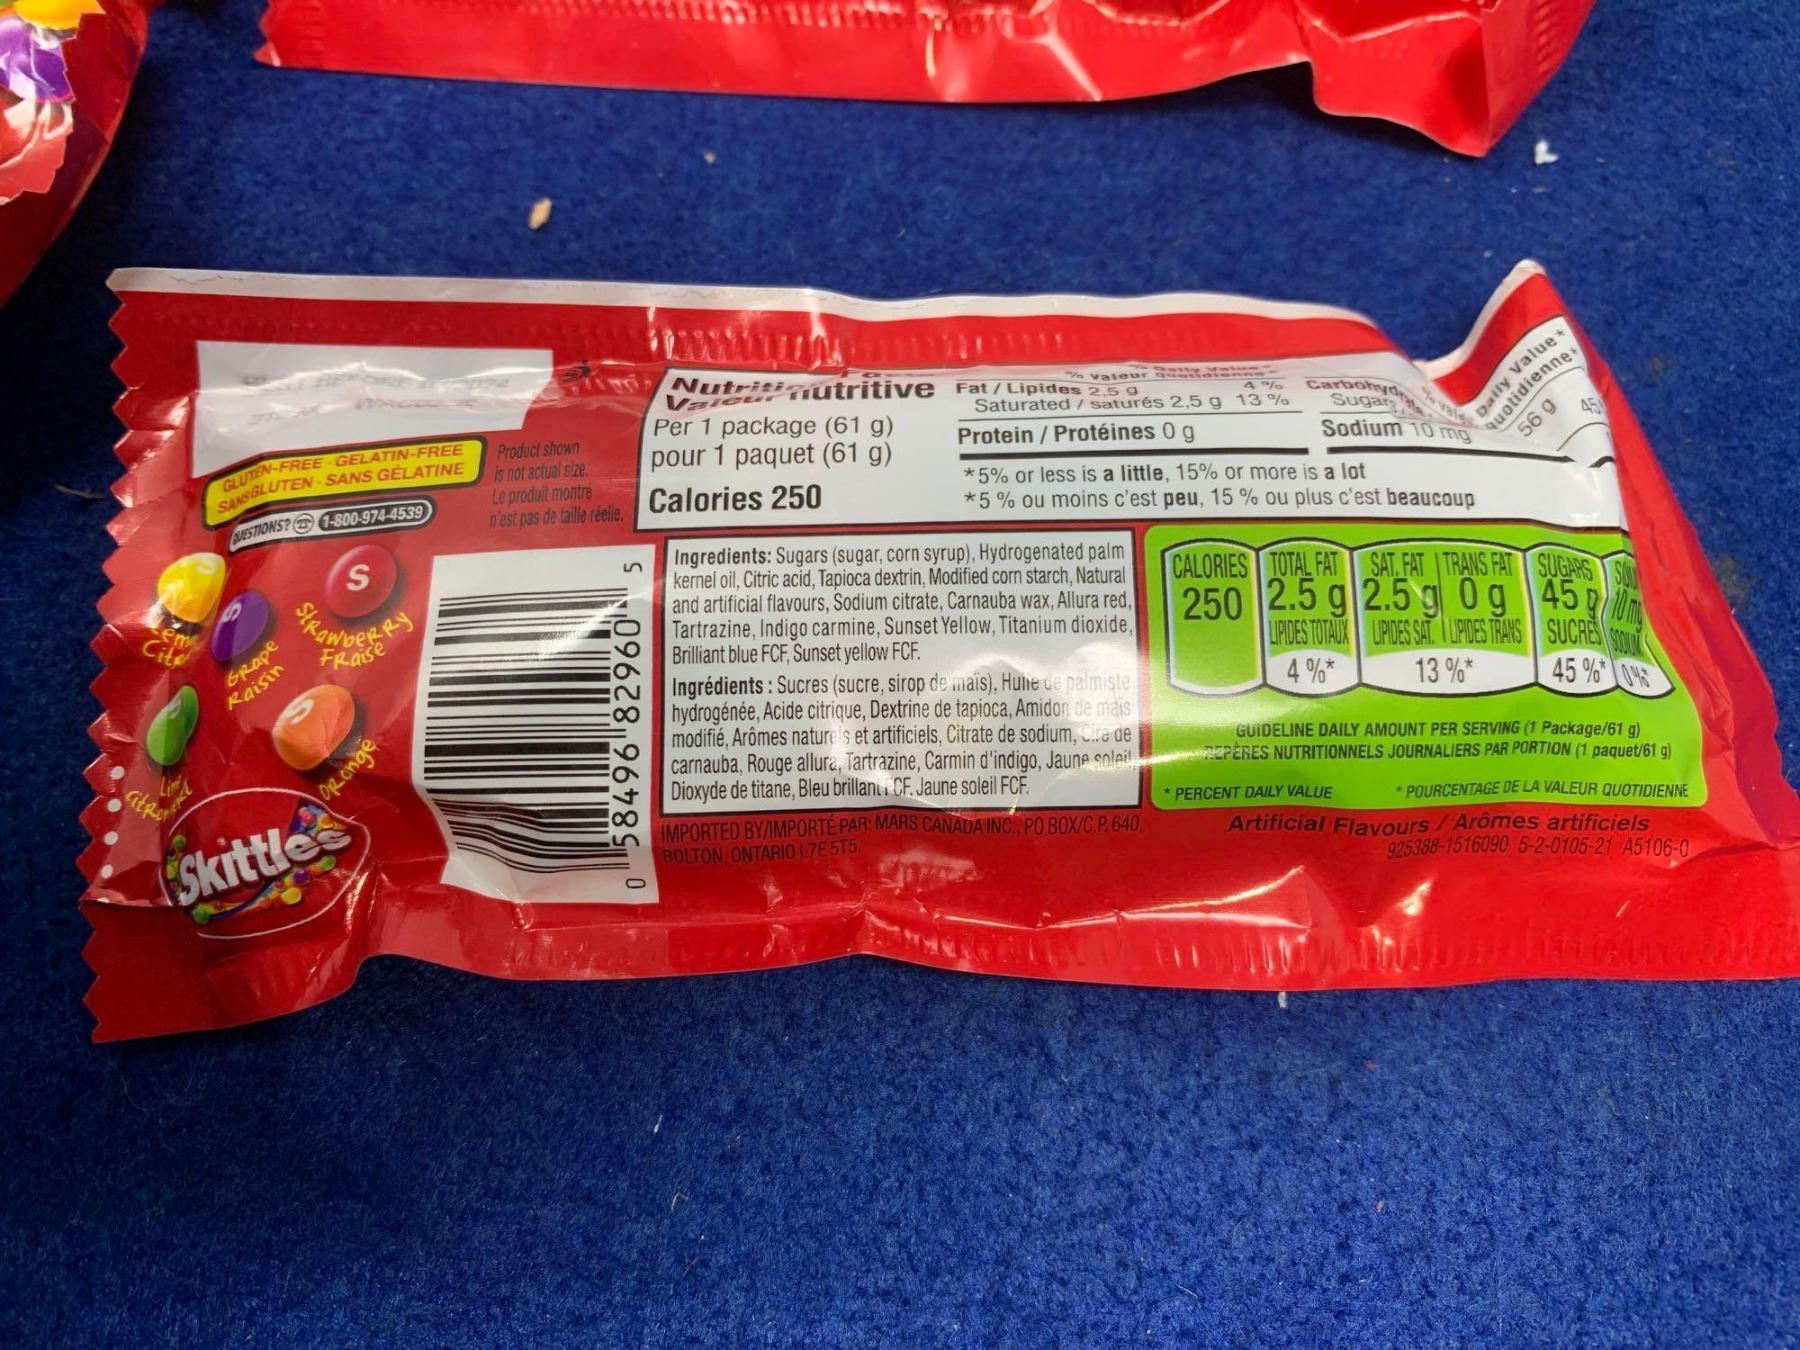 GLUTEN-FREE - GELATIN-FREE
SANS GLUTEN - SANS GÉLATINE
QUESTIONS? 1-800-974-4539
Product shown
is not actual size.
Le produit montré
n'est pas de taille réelle.
S
S
S
S
S
Lemon
Citron
Grape
Raisin
Strawberry
Fraise
Lime
Orange
Skittles
0 58496 82960 5
nutritive
Per 1 package (61 g)
pour 1 paquet (61 g)
Calories 250
% Daily Value*
% valeur quotidienne*
Fat / Lipides 2,5 g 4 %
Saturated / saturés 2,5 g 13 %
Protein / Protéines 0 g
Daily Value*
quotidienne*
56 g
Sugars 45
Sodium 10 mg
*5% or less is a little, 15% or more is a lot
*5 % ou moins c'est peu, 15 % ou plus c'est beaucoup
Ingredients: Sugars (sugar, corn syrup), Hydrogenated palm
kernel oil, Citric acid, Tapioca dextrin, Modified corn starch, Natural
and artificial flavours, Sodium citrate, Carnauba wax, Allura red,
Tartrazine, Indigo carmine, Sunset Yellow, Titanium dioxide,
Brilliant blue FCF, Sunset yellow FCF.
Ingrédients : Sucres (sucre, sirop de maïs), Huile de palmiste
hydrogénée, Acide citrique, Dextrine de tapioca, Amidon de maïs
modifié, Arômes naturels et artificiels, Citrate de sodium, Cire de
carnauba, Rouge allura, Tartrazine, Carmin d'indigo, Jaune soleil,
Dioxyde de titane, Bleu brillant FCF, Jaune soleil FCF.
IMPORTED BY/IMPORTÉ PAR: MARS CANADA INC., PO BOX/C.P. 640,
BOLTON, ONTARIO L7E 5T5.
CALORIES
250
TOTAL FAT
2.5 g
LIPIDES TOTAUX
4 %*
SAT. FAT
2.5 g
LIPIDES SAT.
TRANS FAT
0 g
LIPIDES TRANS
13 %*
SUGARS
45 g
SUCRES
45 %*
10 mg
SODIUM
0 %*
GUIDELINE DAILY AMOUNT PER SERVING (1 Package/61 g)
REPÈRES NUTRITIONNELS JOURNALIERS PAR PORTION (1 paquet/61 g)
* PERCENT DAILY VALUE
* POURCENTAGE DE LA VALEUR QUOTIDIENNE
Artificial Flavours / Arômes artificiels
925388-1516090 5-2-0105-21 A5106-0